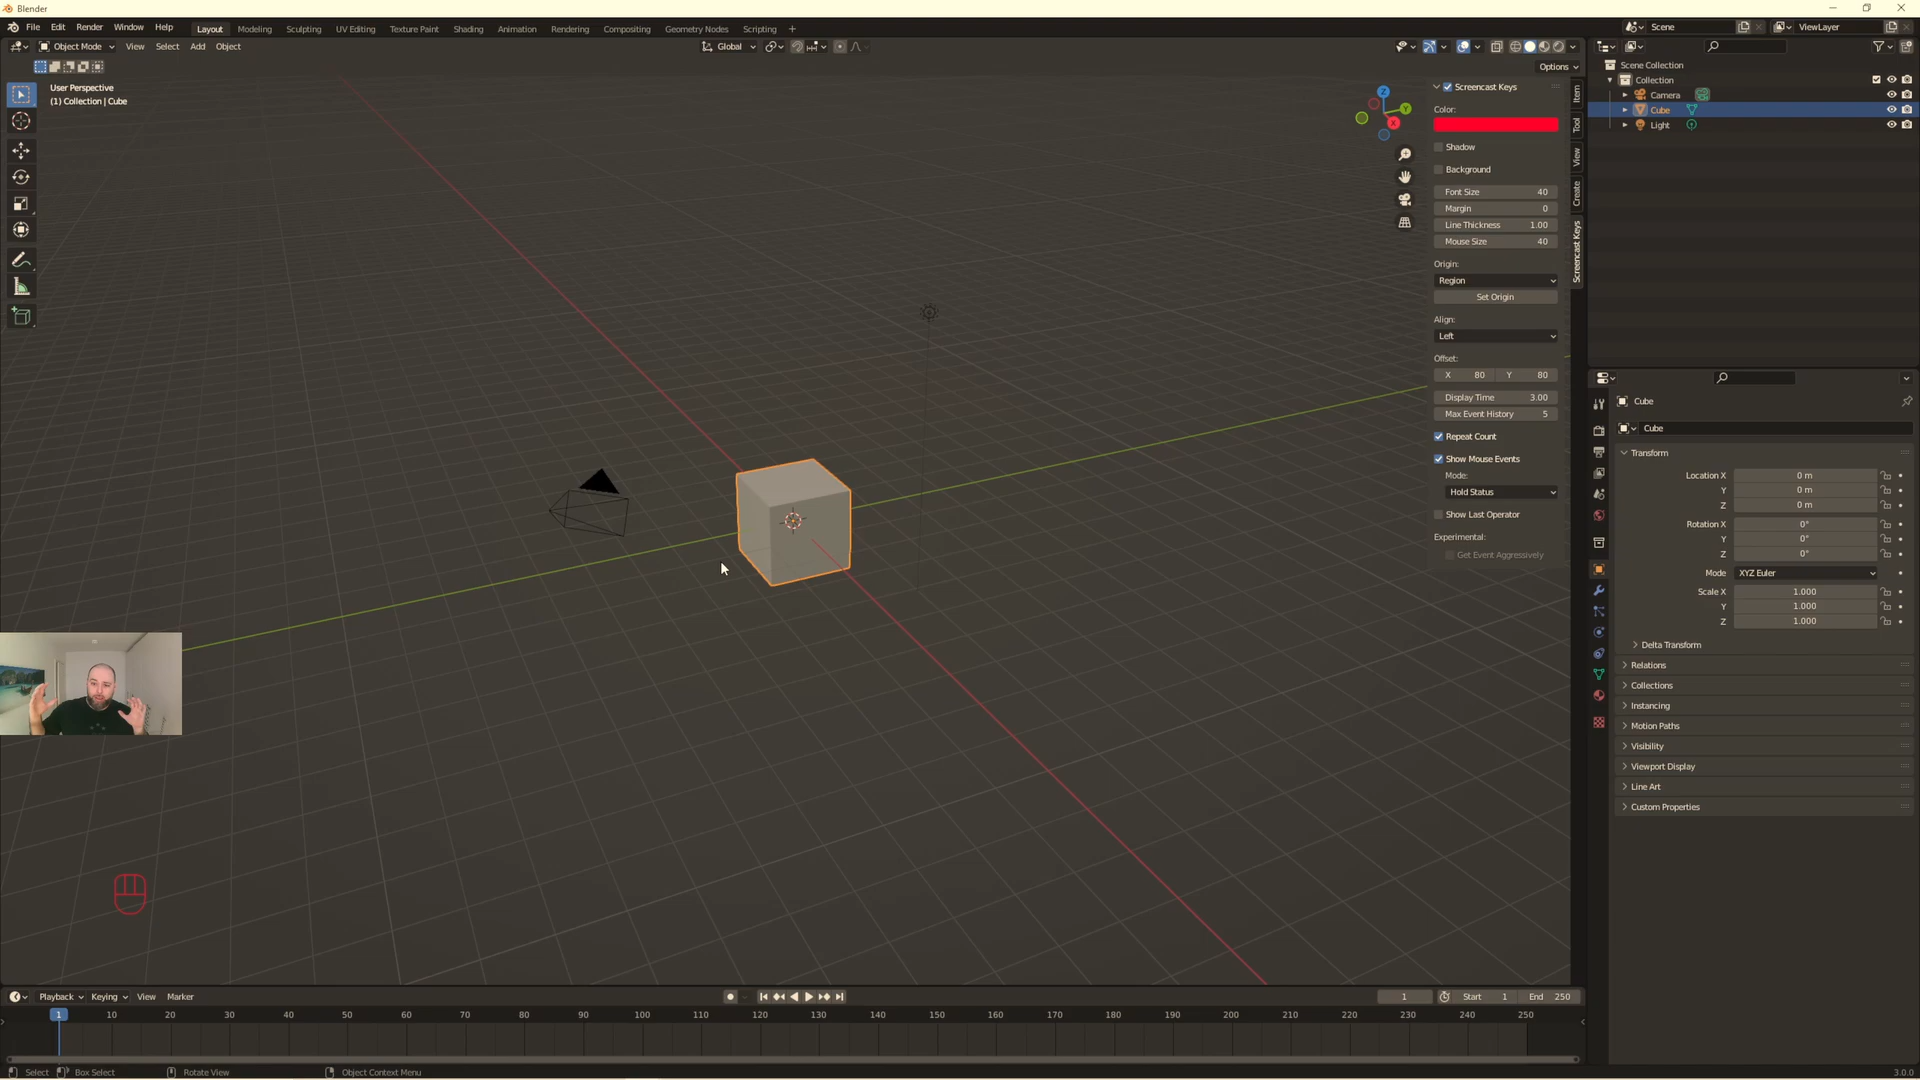 Blender
File Edit Render Window Help Layout Modeling Sculpting UV Editing Texture Paint Shading Animation Rendering Compositing Geometry Nodes Scripting +
Scene ViewLayer
Object Mode View Select Add Object Global
Options
User Perspective
(1) Collection | Cube
Z
Y
X
Screencast Keys
Color:
Shadow
Background
Font Size 40
Margin 0
Line Thickness 1.00
Mouse Size 40
Origin:
Region
Set Origin
Align:
Left
Offset:
X 80 Y 80
Display Time 3.00
Max Event History 5
Repeat Count
Show Mouse Events
Mode:
Hold Status
Show Last Operator
Experimental:
Get Event Aggressively
Item
Tool
View
Create
Screencast Keys
Scene Collection
Collection
Camera
Cube
Light
Cube
Cube
Transform
Location X 0 m
Y 0 m
Z 0 m
Rotation X 0°
Y 0°
Z 0°
Mode XYZ Euler
Scale X 1.000
Y 1.000
Z 1.000
Delta Transform
Relations
Collections
Instancing
Motion Paths
Visibility
Viewport Display
Line Art
Custom Properties
Playback Keying View Marker
1 Start 1 End 250
1 10 20 30 40 50 60 70 80 90 100 110 120 130 140 150 160 170 180 190 200 210 220 230 240 250
Select Box Select Rotate View Object Context Menu 3.0.0